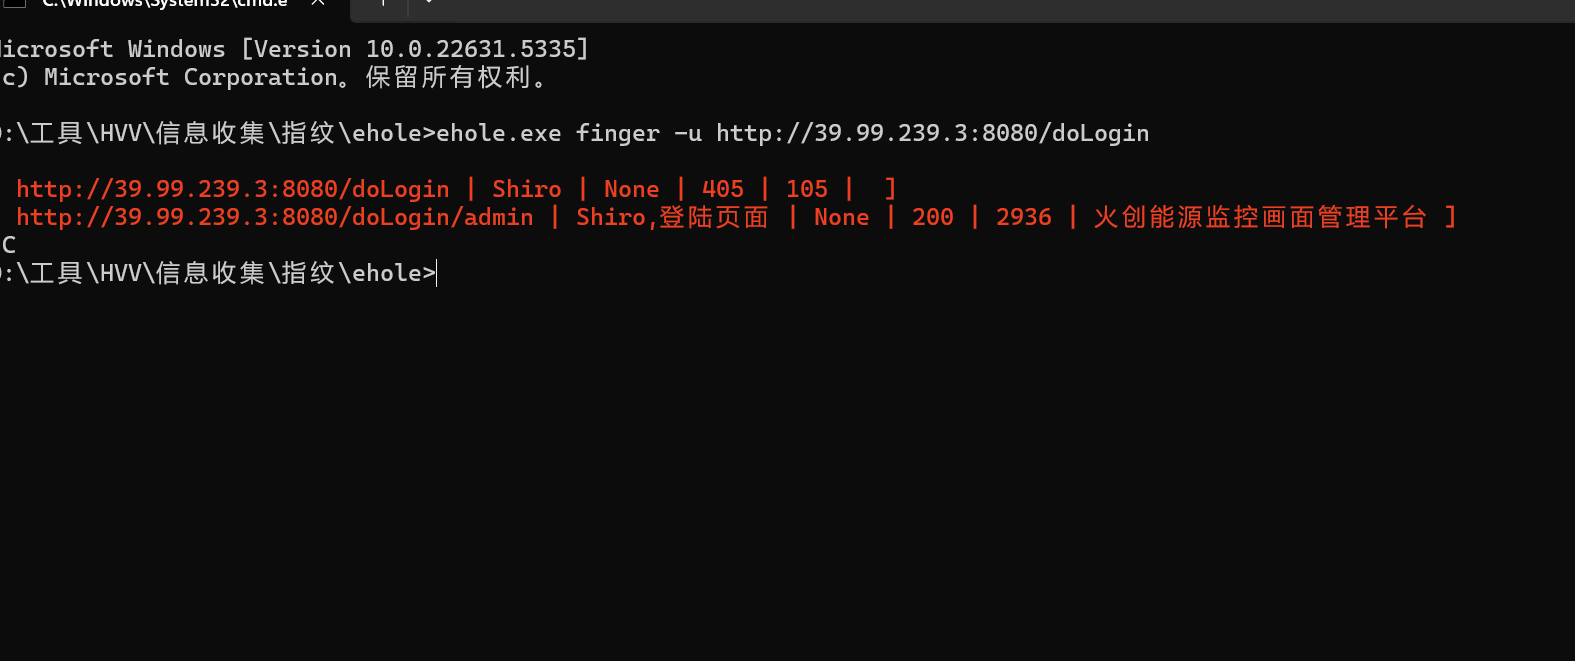 C:\Windows\System32\cmd.e
icrosoft Windows [Version 10.0.22631.5335]
c) Microsoft Corporation。保留所有权利。
:\工具\HVV\信息收集\指纹\ehole>ehole.exe finger -u http://39.99.239.3:8080/doLogin
http://39.99.239.3:8080/doLogin | Shiro | None | 405 | 105 |  ]
http://39.99.239.3:8080/doLogin/admin | Shiro,登陆页面 | None | 200 | 2936 | 火创能源监控画面管理平台 ]
C
:\工具\HVV\信息收集\指纹\ehole>